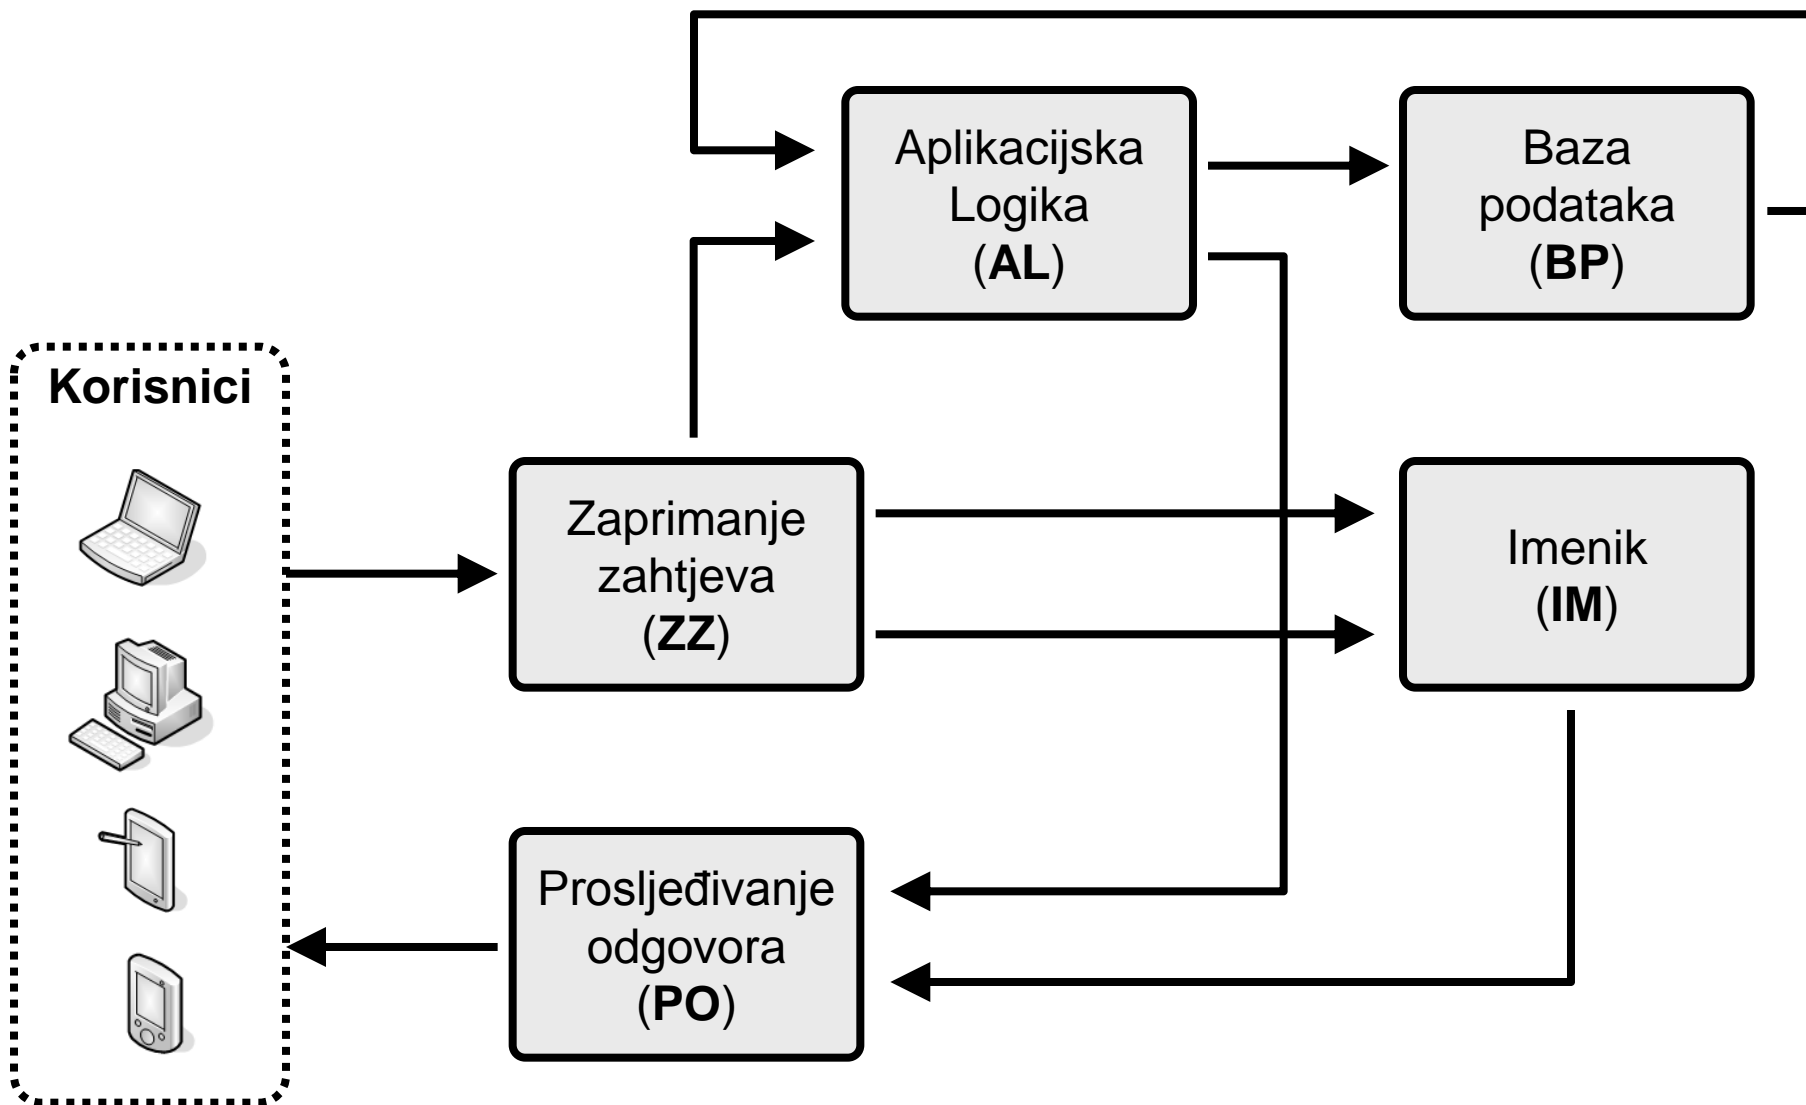 Aplikacijska
Logika
(AL)
Baza
podataka
(BP)
Korisnici
Zaprimanje
zahtjeva
(ZZ)
Imenik
(IM)
Prosljeđivanje
odgovora
(PO)